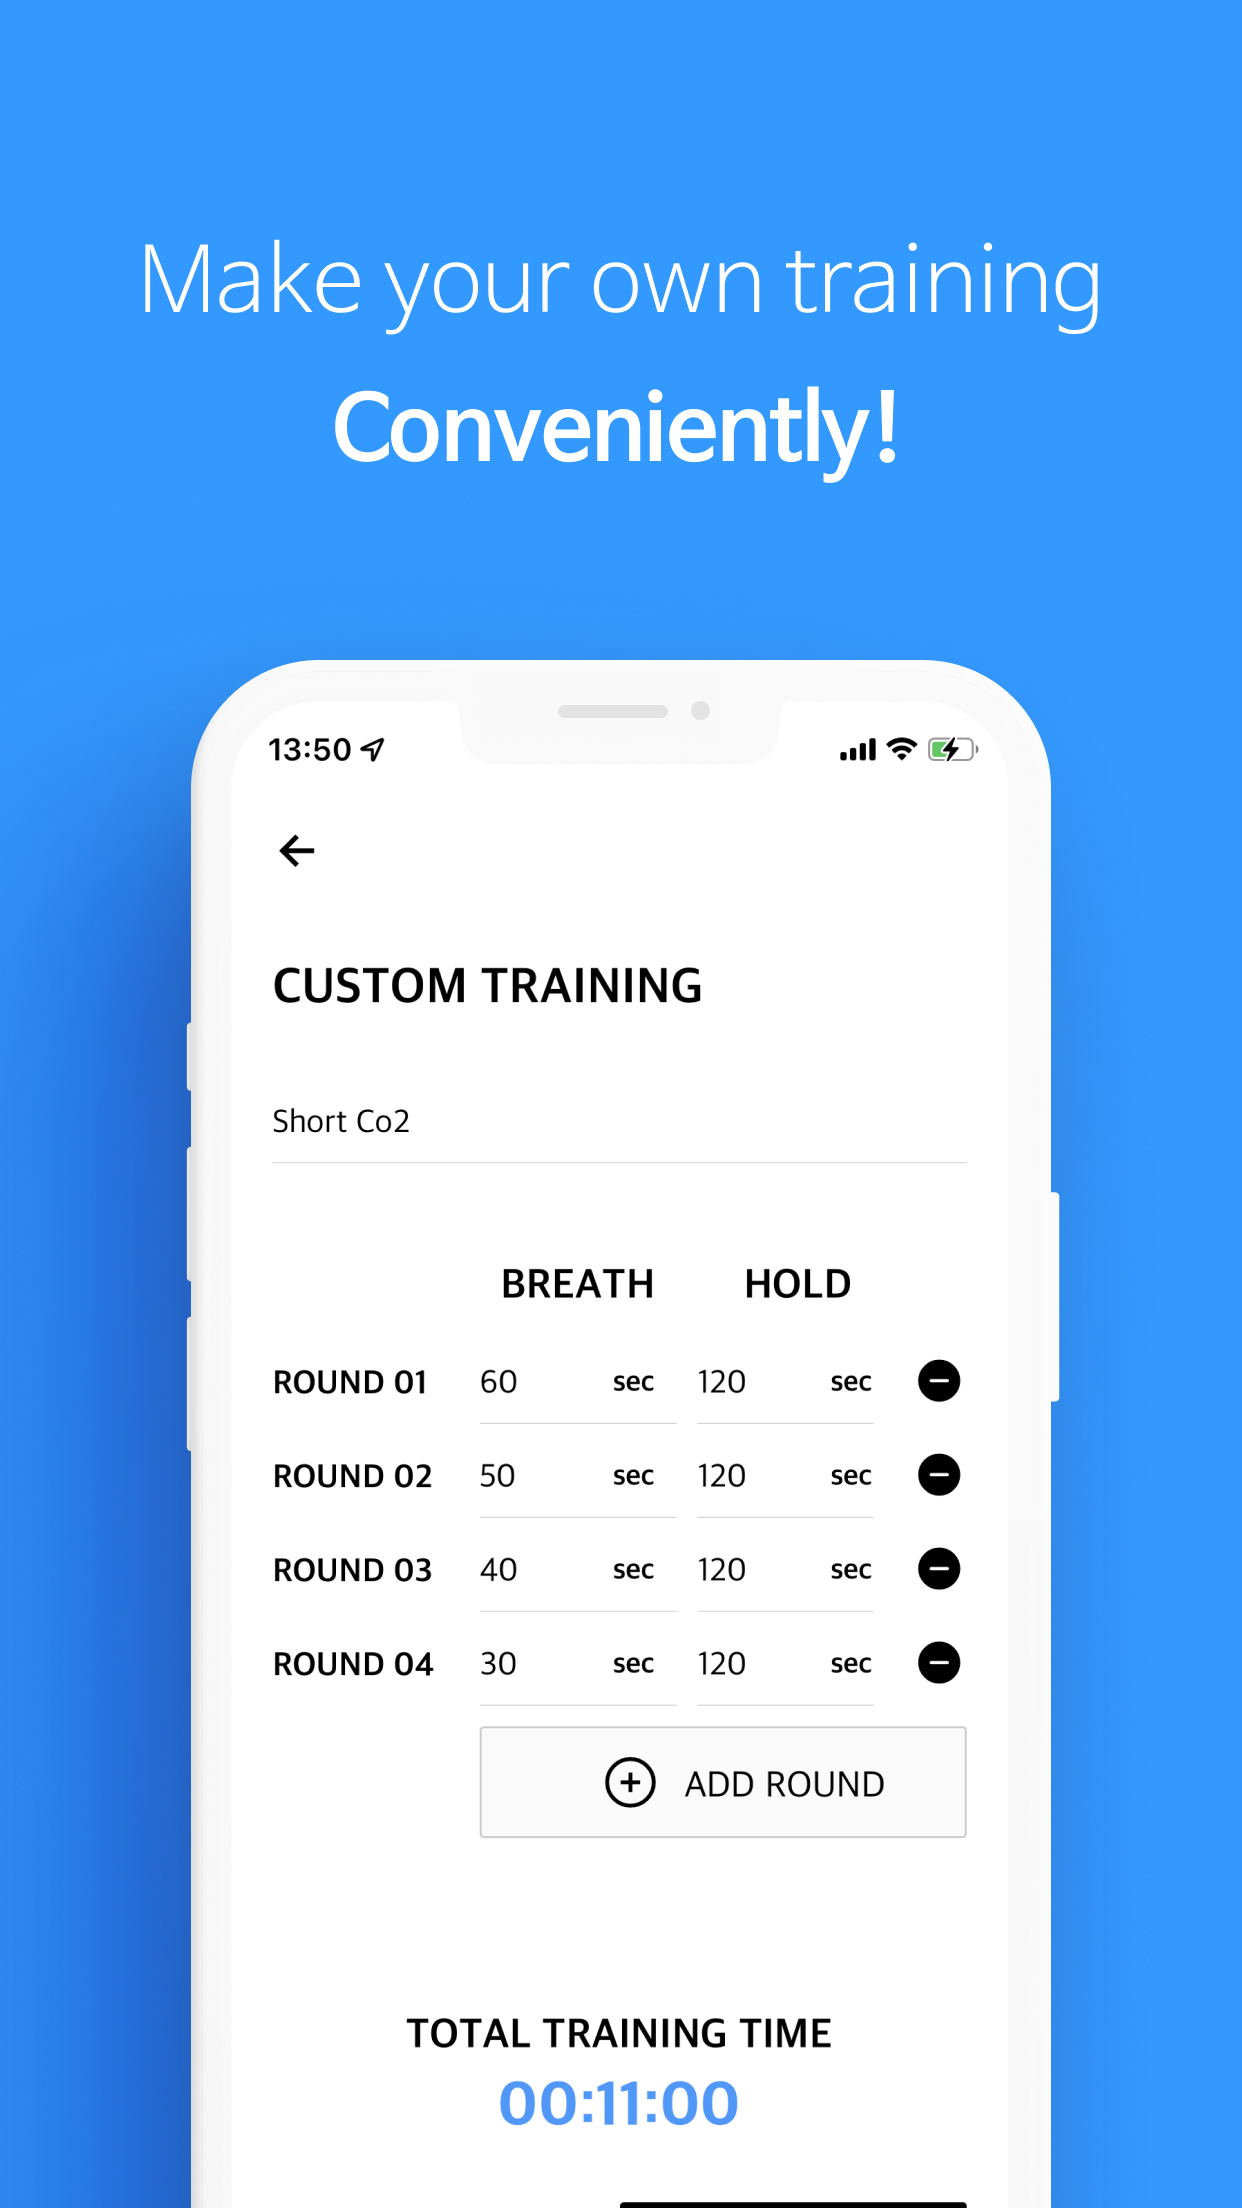 Make your own training
Conveniently!
13:50
CUSTOM TRAINING
Short Co2
BREATH HOLD
ROUND 01 60 sec 120 sec
ROUND 02 50 sec 120 sec
ROUND 03 40 sec 120 sec
ROUND 04 30 sec 120 sec
ADD ROUND
TOTAL TRAINING TIME
00:11:00